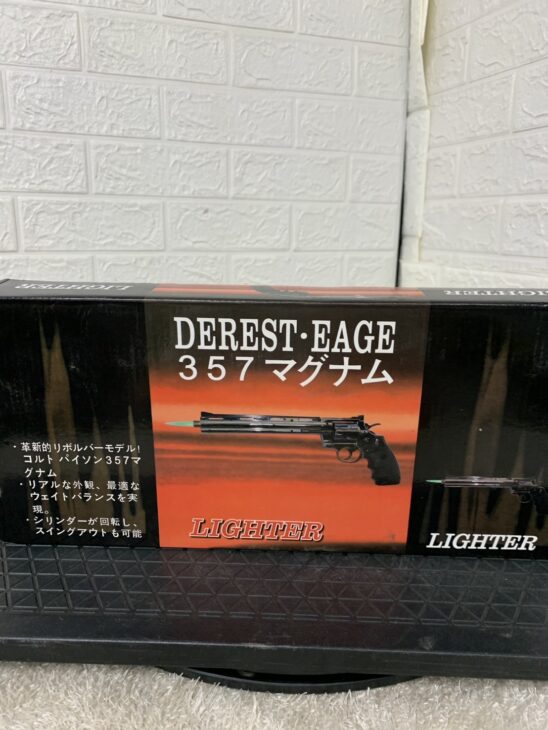 LIGHTER
LIGHTER
DEREST・EAGE
357マグナム
・革新的リボルバーモデル!
コルト パイソン357マ
グナム
・リアルな外観、最適な
ウェイトバランスを実
現。
・シリンダーが回転し、
スイングアウトも可能
LIGHTER
LIGHTER